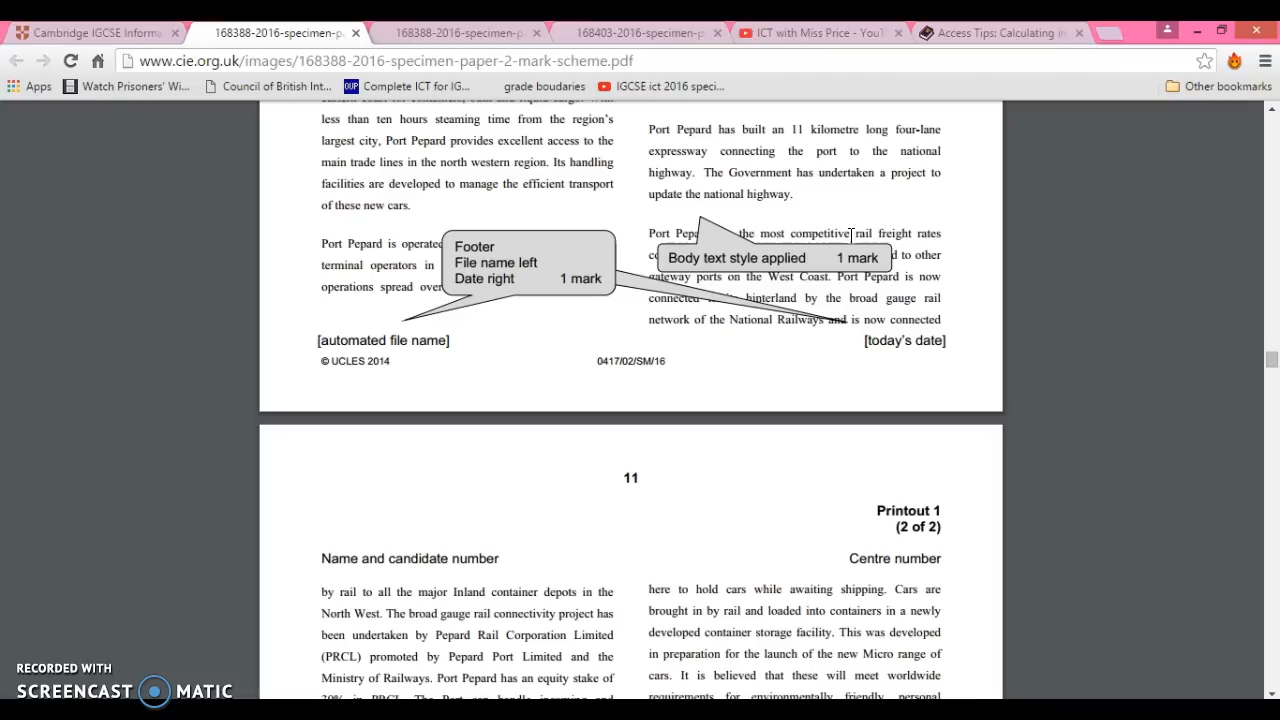 Cambridge IGCSE Informa
168388-2016-specimen-p
168388-2016-specimen-p
168403-2016-specimen-p
ICT with Miss Price - YouT
Access Tips: Calculating i
www.cie.org.uk/images/168388-2016-specimen-paper-2-mark-scheme.pdf
Apps
Watch Prisoners' Wi...
Council of British Int...
OUP
Complete ICT for IG...
grade boudaries
IGCSE ict 2016 speci...
Other bookmarks
less than ten hours steaming time from the region's
largest city, Port Pepard provides excellent access to the
main trade lines in the north western region. Its handling
facilities are developed to manage the efficient transport
of these new cars.
Port Pepard is operated
terminal operators in
operations spread over
Footer
File name left
Date right 1 mark
Port Pepard has built an 11 kilometre long four-lane
expressway connecting the port to the national
highway. The Government has undertaken a project to
update the national highway.
Port Pepa the most competitive rail freight rates
d to other
Body text style applied 1 mark
gateway ports on the West Coast. Port Pepard is now
connected hinterland by the broad gauge rail
network of the National Railways and is now connected
[automated file name]
[today's date]
© UCLES 2014
0417/02/SM/16
11
Printout 1
(2 of 2)
Name and candidate number
Centre number
by rail to all the major Inland container depots in the
North West. The broad gauge rail connectivity project has
been undertaken by Pepard Rail Corporation Limited
(PRCL) promoted by Pepard Port Limited and the
Ministry of Railways. Port Pepard has an equity stake of
here to hold cars while awaiting shipping. Cars are
brought in by rail and loaded into containers in a newly
developed container storage facility. This was developed
in preparation for the launch of the new Micro range of
cars. It is believed that these will meet worldwide
requirements for environmentally friendly personal
RECORDED WITH
SCREENCAST MATIC